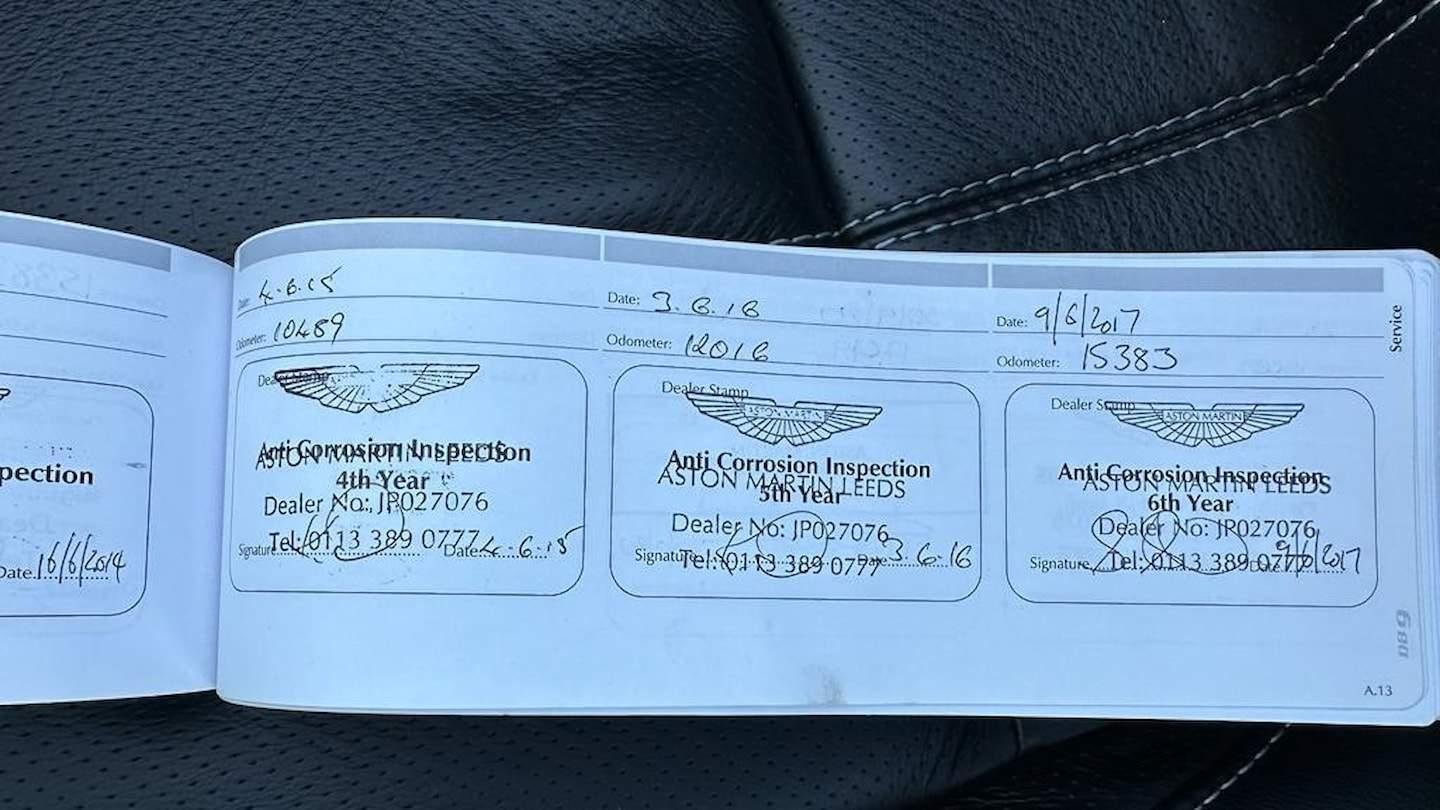 pection
Date 16/6/2014
Date: 4.6.15
Odometer: 10489
Dealer Stamp
Anti Corrosion Inspection
ASTON MARTIN LEEDS
4th Year
Dealer No: JP027076
Tel: 0113 389 0777
Signature Date 4.6.15
Date: 3.6.16
Odometer: 12016
Dealer Stamp
ASTON MARTIN
Anti Corrosion Inspection
ASTON MARTIN LEEDS
5th Year
Dealer No: JP027076
Tel: 0113 389 0777
Signature Date 3.6.16
Date: 9/6/2017
Odometer: 15383
Dealer Stamp
ASTON MARTIN
Anti Corrosion Inspection
ASTON MARTIN LEEDS
6th Year
Dealer No: JP027076
Tel: 0113 389 0777
Signature Date 9/6/2017
Service
DB9
A.13